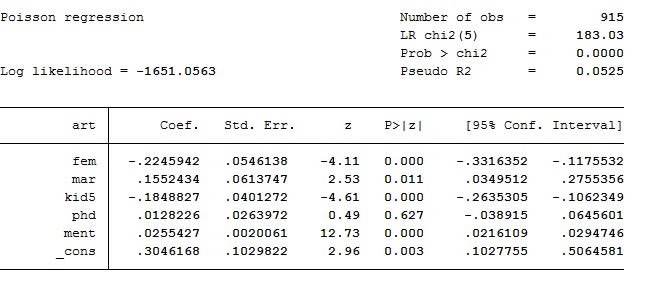 Poisson regression Number of obs = 915
LR chi2(5) = 183.03
Prob > chi2 = 0.0000
Log likelihood = -1651.0563 Pseudo R2 = 0.0525
art Coef. Std. Err. z P>|z| [95% Conf. Interval]
fem -.2245942 .0546138 -4.11 0.000 -.3316352 -.1175532
mar .1552434 .0613747 2.53 0.011 .0349512 .2755356
kid5 -.1848827 .0401272 -4.61 0.000 -.2635305 -.1062349
phd .0128226 .0263972 0.49 0.627 -.038915 .0645601
ment .0255427 .0020061 12.73 0.000 .0216109 .0294746
_cons .3046168 .1029822 2.96 0.003 .1027755 .5064581